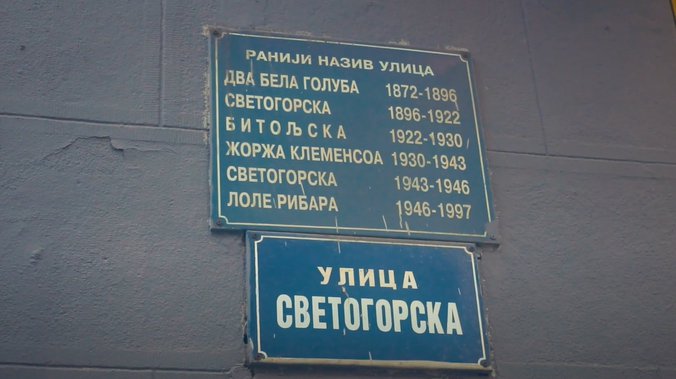 РАНИЈИ НАЗИВ УЛИЦА
ДВА БЕЛА ГОЛУБА 1872-1896
СВЕТОГОРСКА 1896-1922
БИТОЉСКА 1922-1930
ЖОРЖА КЛЕМЕНСОА 1930-1943
СВЕТОГОРСКА 1943-1946
ЛОЛЕ РИБАРА 1946-1997
УЛИЦА
СВЕТОГОРСКА